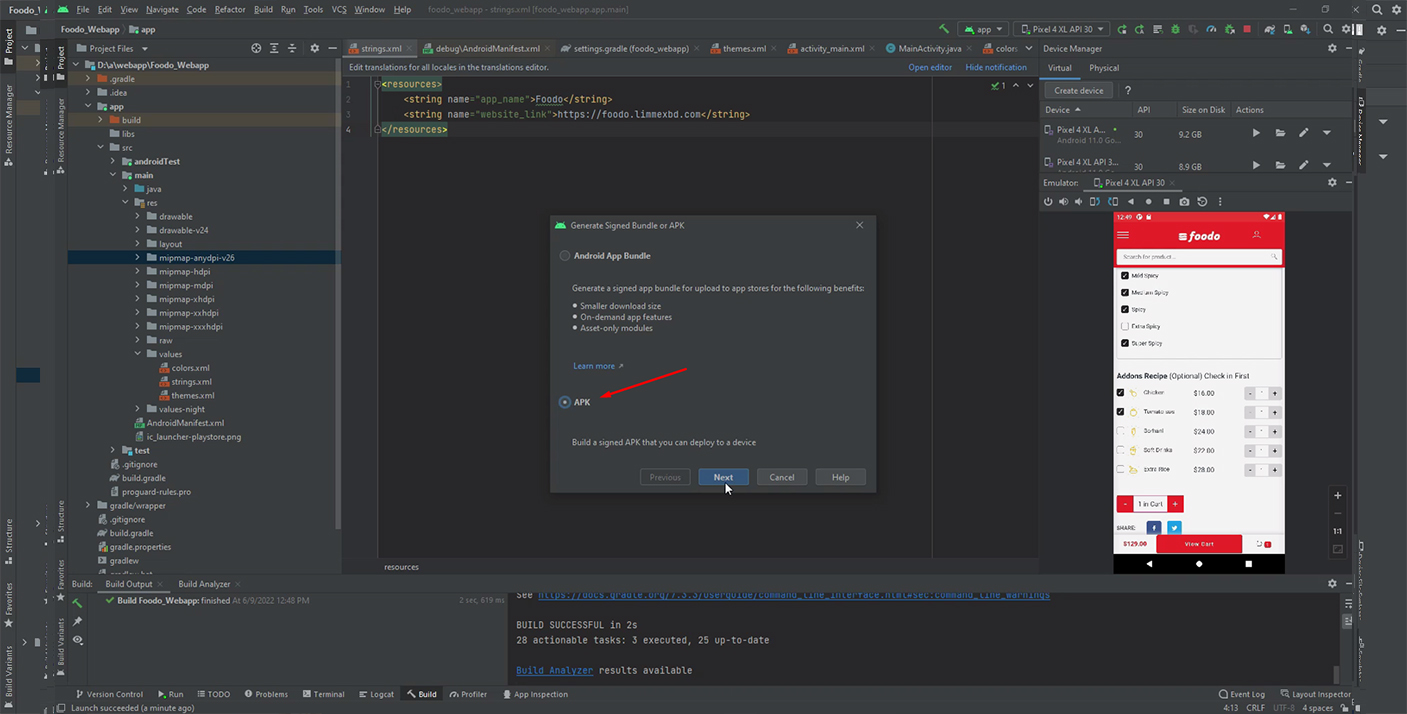 Foodo_W
File Edit View Navigate Code Refactor Build Run Tools VCS Window Help foodo_webapp - strings.xml [foodo_webapp.app.main]
Foodo_Webapp app
app
Pixel 4 XL API 30
Project Files
D:\a\webapp\Foodo_Webapp
.gradle
.idea
app
build
libs
src
androidTest
main
java
res
drawable
drawable-v24
layout
mipmap-anydpi-v26
mipmap-hdpi
mipmap-mdpi
mipmap-xhdpi
mipmap-xxhdpi
mipmap-xxxhdpi
raw
values
colors.xml
strings.xml
themes.xml
values-night
AndroidManifest.xml
ic_launcher-playstore.png
test
.gitignore
build.gradle
proguard-rules.pro
gradle/wrapper
.gitignore
build.gradle
gradle.properties
gradlew
Project
Resource Manager
Structure
Favorites
Build Variants
Project
Resource Manager
Structure
Favorites
Build Variants
strings.xml debug\AndroidManifest.xml settings.gradle (foodo_webapp) themes.xml activity_main.xml MainActivity.java colors
Edit translations for all locales in the translations editor. Open editor Hide notification
1 <resources>
2 <string name="app_name">Foodo</string>
3 <string name="website_link">https://foodo.limmexbd.com</string>
4 </resources>
1
resources
Generate Signed Bundle or APK
Android App Bundle
Generate a signed app bundle for upload to app stores for the following benefits:
• Smaller download size
• On-demand app features
• Asset-only modules
Learn more ↗
APK
Build a signed APK that you can deploy to a device
Previous Next Cancel Help
Device Manager
Virtual Physical
Create device ?
Device API Size on Disk Actions
Pixel 4 XL A... 30 9.2 GB
Android 11.0 Go...
Pixel 4 XL API 3... 30 8.9 GB
Emulator: Pixel 4 XL API 30
12:49
foodo
Search for product...
Mild Spicy
Medium Spicy
Spicy
Extra Spicy
Super Spicy
Addons Recipe (Optional) Check in First
Chicken $16.00 - +
$18.00 - +
$24.00 - +
Soft Drinks $22.00 - +
Extra Rice $28.00 - +
- 1 in Cart +
SHARE:
$129.00 View Cart
1:1
Build: Build Output Build Analyzer
Build Foodo_Webapp: finished At 6/9/2022 12:48 PM 2 sec, 619 ms
See https://docs.gradle.org/7.3.3/userguide/command_line_interface.html#sec:command_line_warnings
BUILD SUCCESSFUL in 2s
28 actionable tasks: 3 executed, 25 up-to-date
Build Analyzer results available
Version Control Run TODO Problems Terminal Logcat Build Profiler App Inspection Event Log Layout Inspector
Launch succeeded (a minute ago) 4:13 CRLF UTF-8 4 spaces